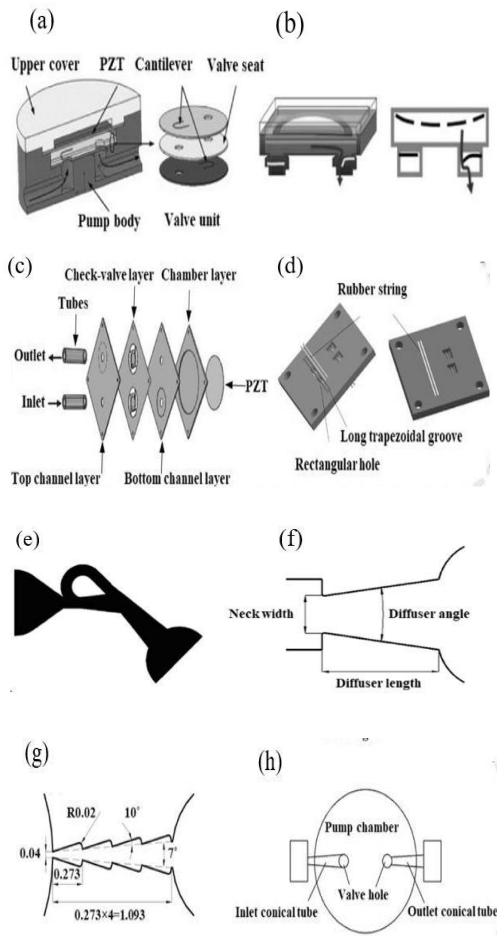 (a)
Upper cover
PZT
Cantilever
Valve seat
Pump body
Valve unit
(b)
(c)
Check-valve layer
Chamber layer
Tubes
Outlet
Inlet
PZT
Top channel layer
Bottom channel layer
(d)
Rubber string
Long trapezoidal groove
Rectangular hole
(e)
(f)
Neck width
Diffuser angle
Diffuser length
(g)
R0.02
10°
0.04
7°
0.273
0.273×4=1.093
(h)
Pump chamber
Valve hole
Inlet conical tube
Outlet conical tube